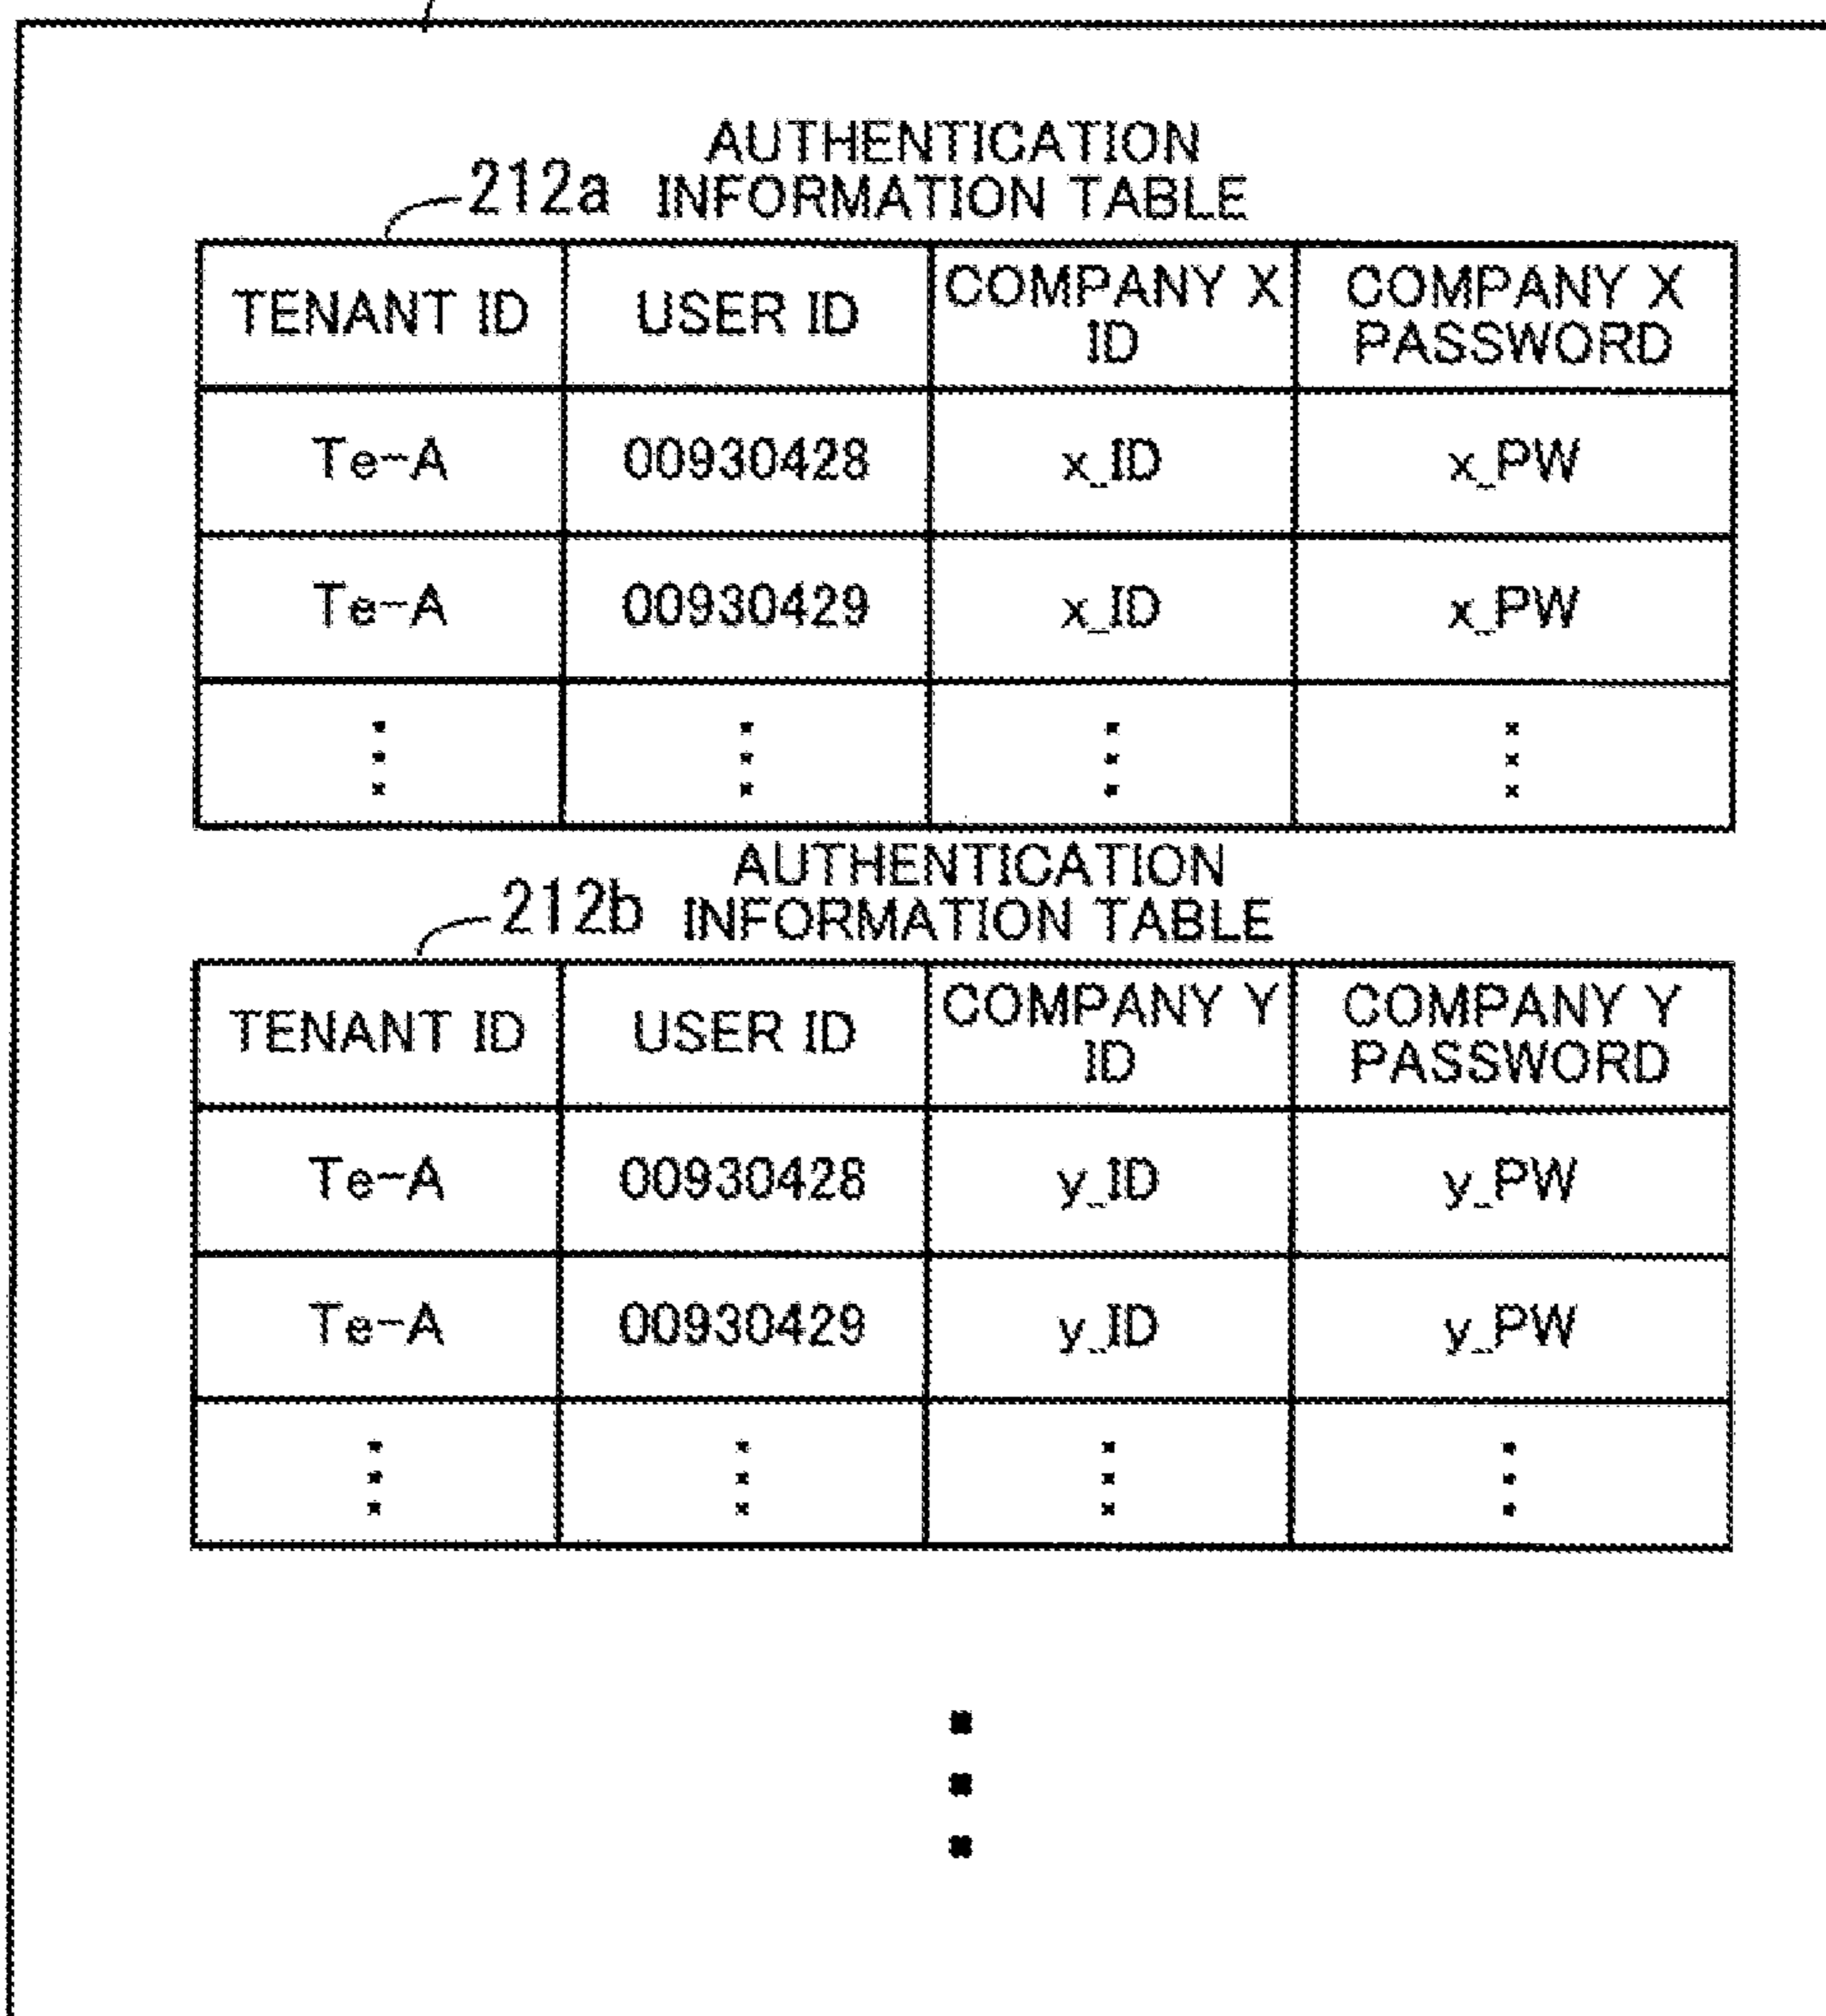 AUTHENTICATION
212a INFORMATION TABLE
TENANT ID USER ID COMPANY X ID COMPANY X PASSWORD
Te-A 00930428 x_ID x_PW
Te-A 00930429 x_ID x_PW
AUTHENTICATION
212b INFORMATION TABLE
TENANT ID USER ID COMPANY Y ID COMPANY Y PASSWORD
Te-A 00930428 y_ID y_PW
Te-A 00930429 y_ID y_PW